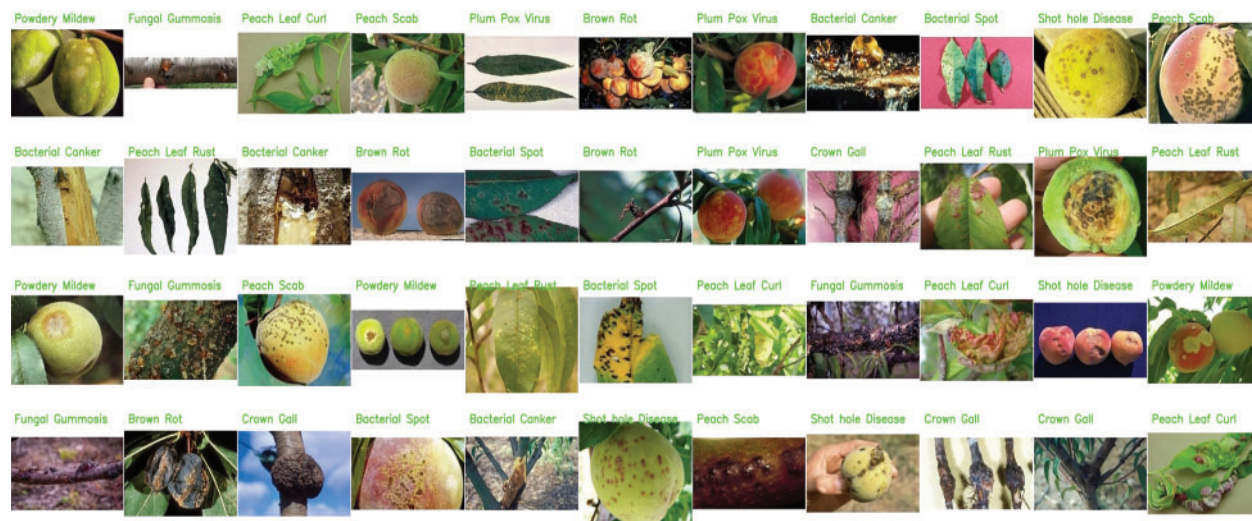 Powdery Mildew Fungal Gummosis Peach Leaf Curl Peach Scab Plum Pox Virus Brown Rot Plum Pox Virus Bacterial Canker Bacterial Spot Shot hole Disease Peach Scab
Bacterial Canker Peach Leaf Rust Bacterial Canker Brown Rot Bacterial Spot Brown Rot Plum Pox Virus Crown Gall Peach Leaf Rust Plum Pox Virus Peach Leaf Rust
Powdery Mildew Fungal Gummosis Peach Scab Powdery Mildew Peach Leaf Rust Bacterial Spot Peach Leaf Curl Fungal Gummosis Peach Leaf Curl Shot hole Disease Powdery Mildew
Fungal Gummosis Brown Rot Crown Gall Bacterial Spot Bacterial Canker Shot hole Disease Peach Scab Shot hole Disease Crown Gall Crown Gall Peach Leaf Curl